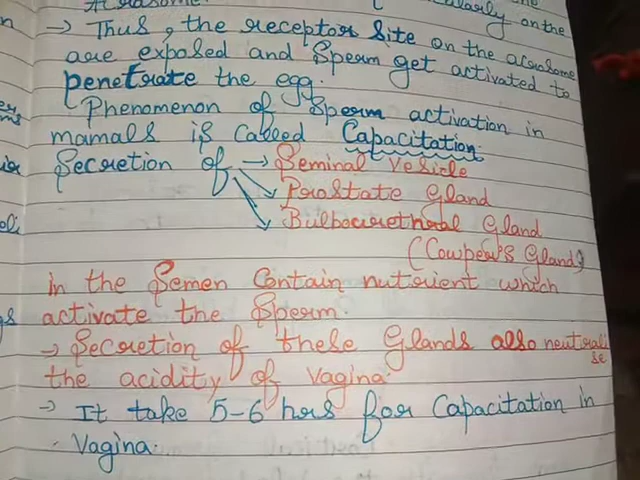 → Thus, the receptor site on the acrosome
are exposed and Sperm get activated to
penetrate the egg.
Phenomenon of Sperm activation in
mamals is Called Capacitation.
Secretion of → Seminal Vesicle
Prostate Gland
Bulbourethral Gland
(Cowper's Gland)
in the Semen Contain nutrient which
activate the Sperm.
→ Secretion of these Glands also neutrali
se
the acidity of vagina.
→ It take 5-6 hrs for Capacitation in
Vagina.